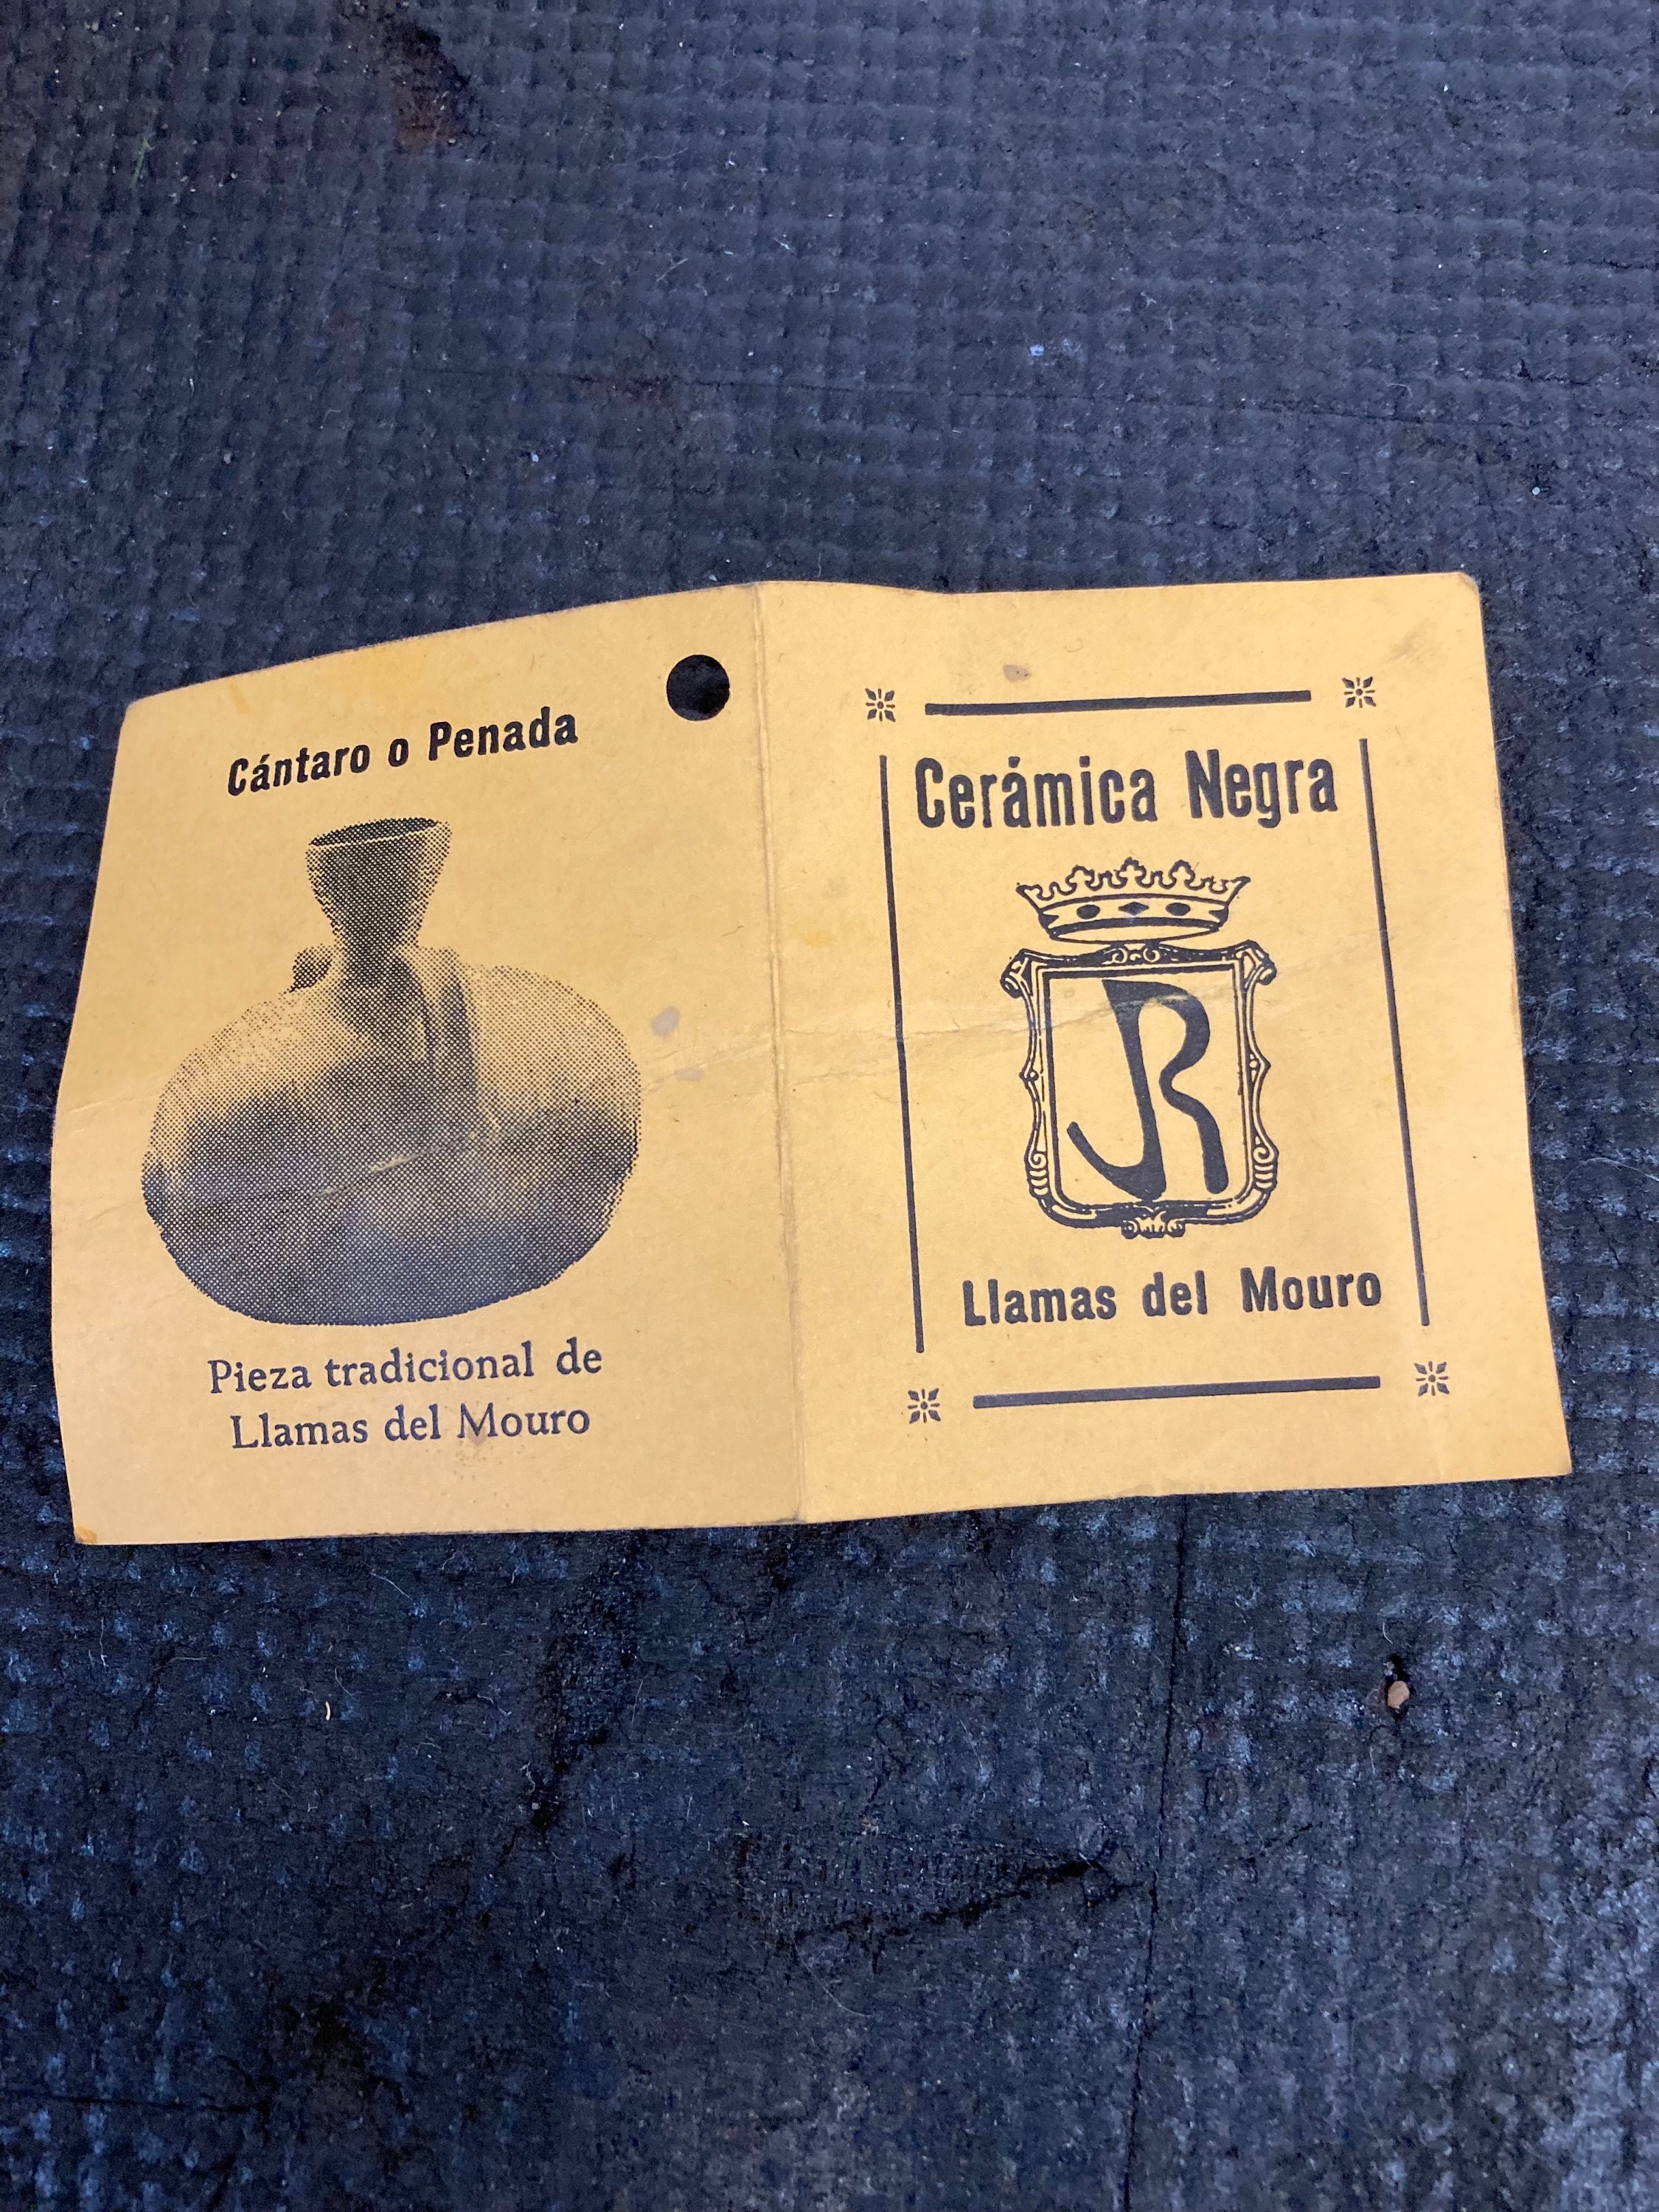 Cántaro o Penada
Pieza tradicional de
Llamas del Mouro
Cerámica Negra
JR
Llamas del Mouro